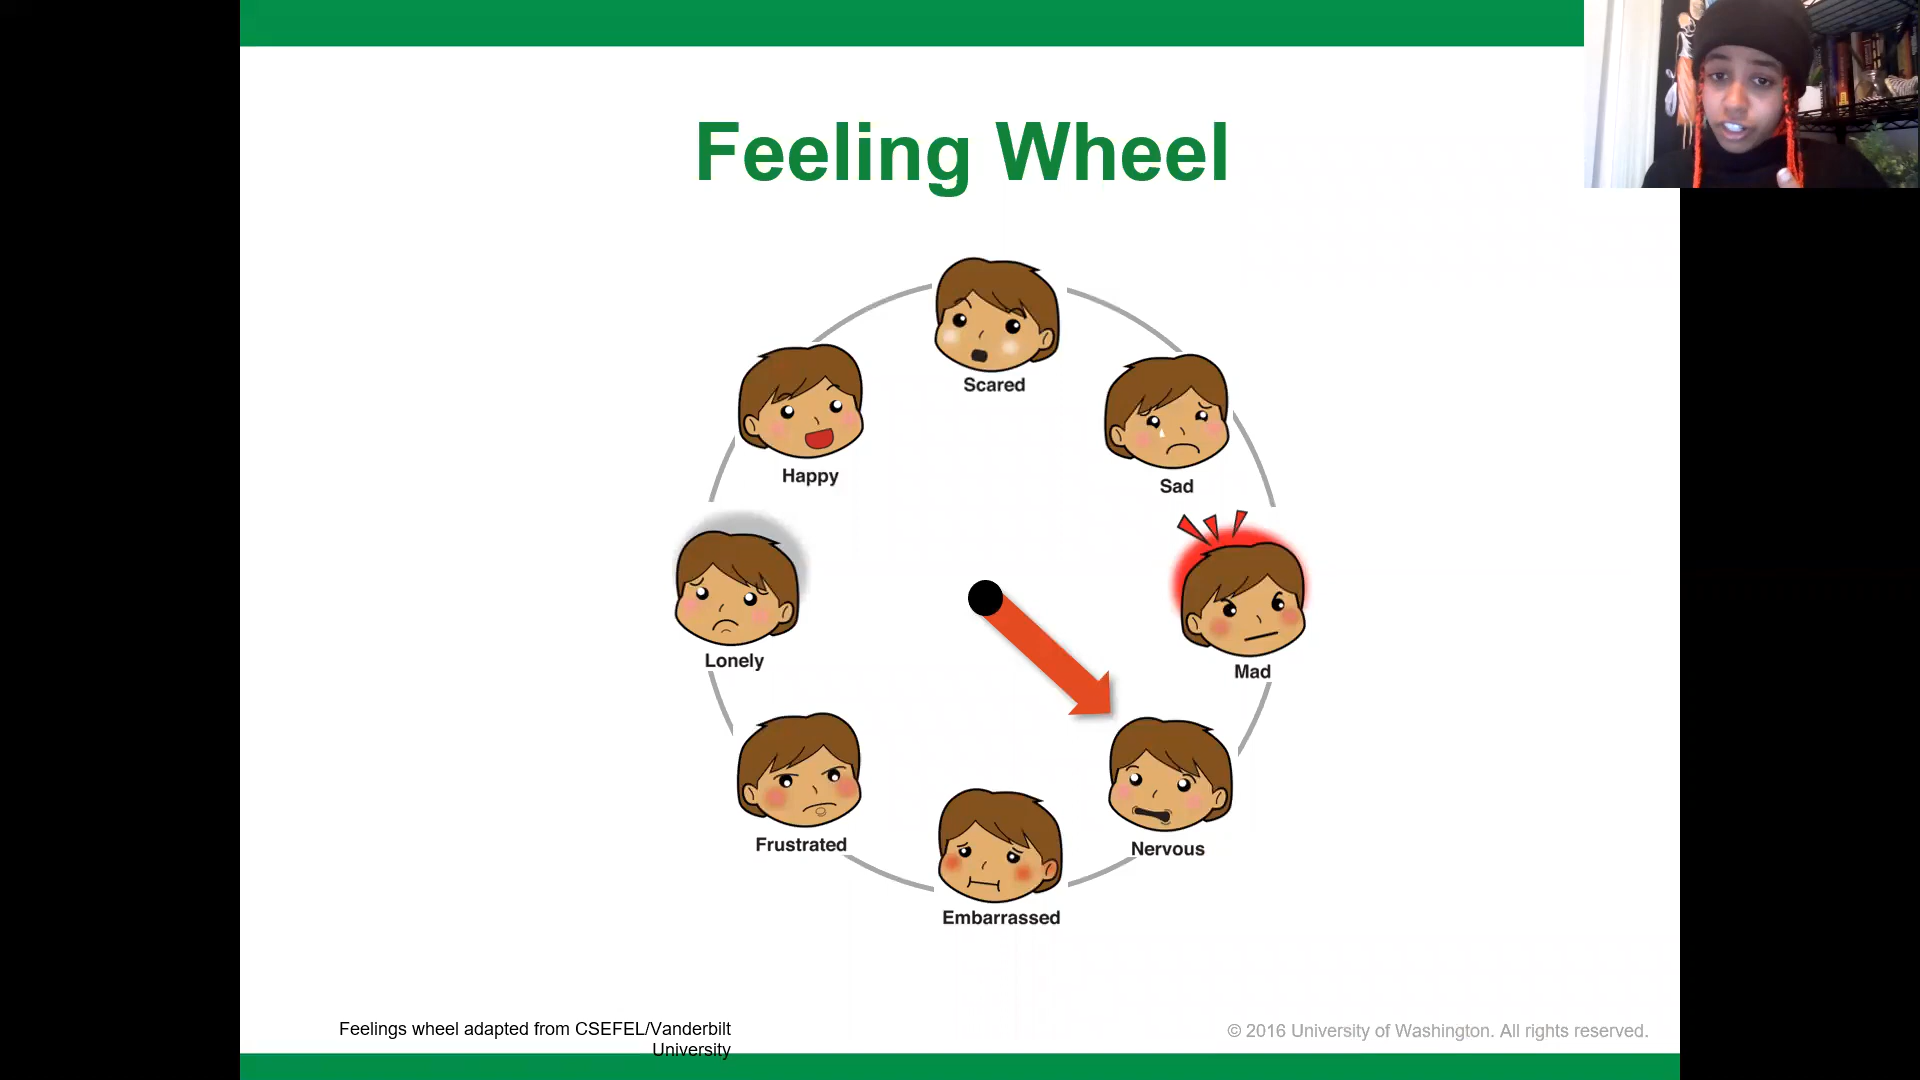 Feeling Wheel
Scared
Happy
Sad
Lonely
Mad
Frustrated
Nervous
Embarrassed
Feelings wheel adapted from CSEFEL/Vanderbilt
University
© 2016 University of Washington. All rights reserved.